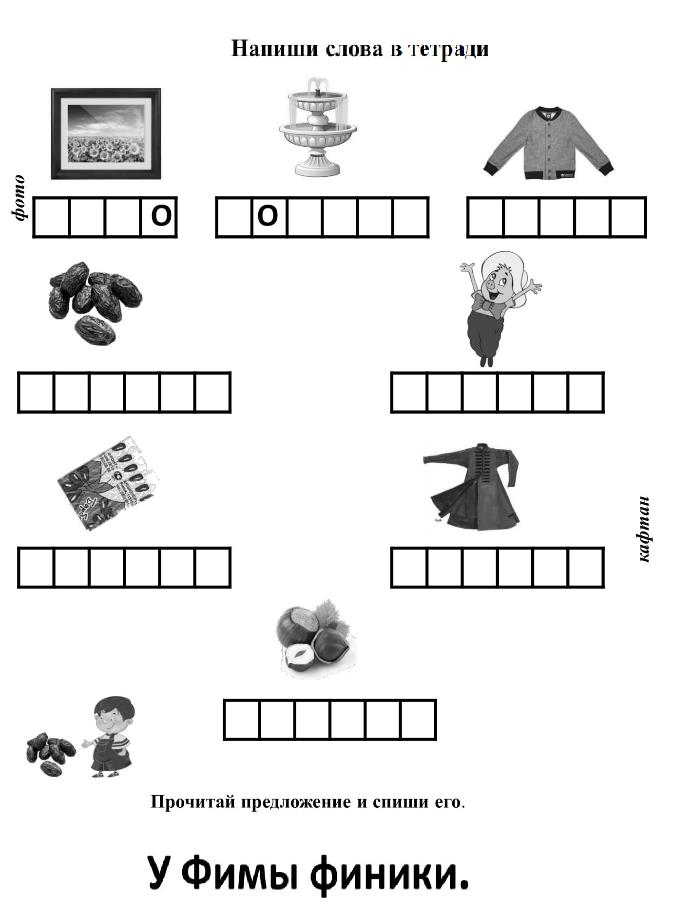 Напиши слова в тетради
фото
О
О
кафтан
Прочитай предложение и спиши его.
У Фимы финики.